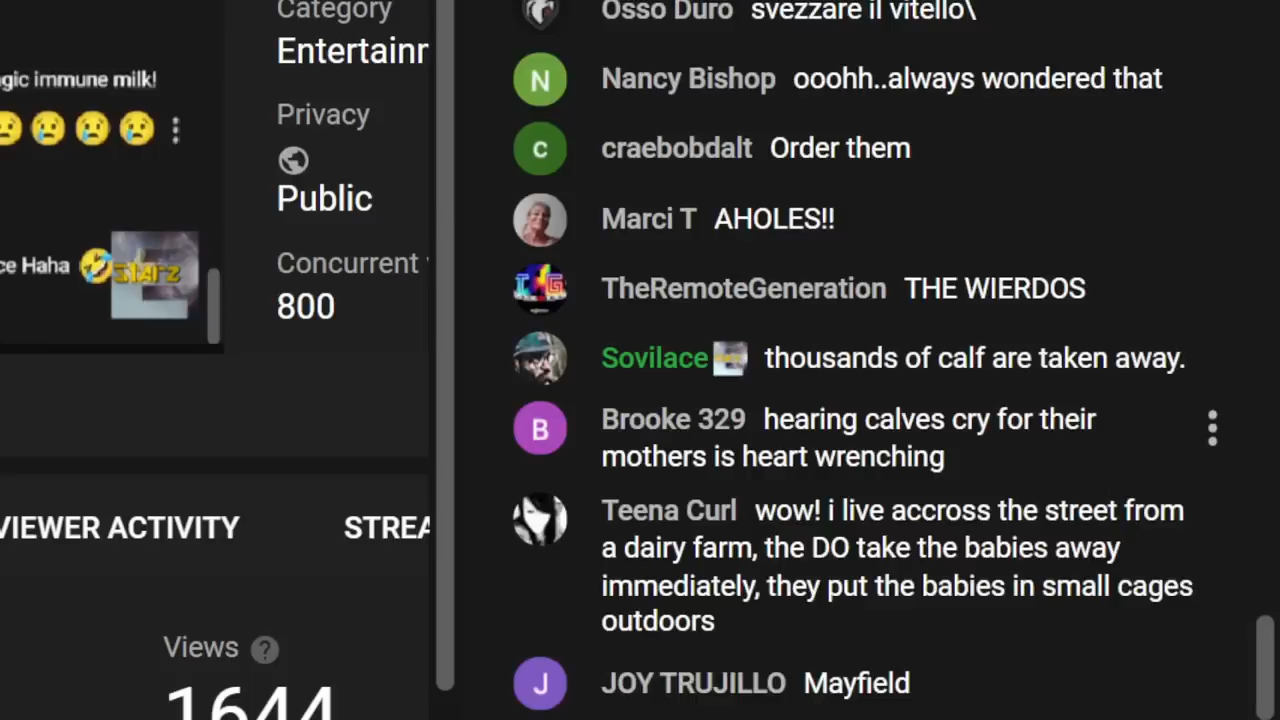 Category
Entertain
Privacy
Public
Concurrent
800
gic immune milk!
ce Haha
starz
VIEWER ACTIVITY
STREA
Views ?
1644
Osso Duro svezzare il vitello\
N Nancy Bishop ooohh..always wondered that
c craebobdalt Order them
Marci T AHOLES!!
TheRemoteGeneration THE WIERDOS
Sovilace thousands of calf are taken away.
B Brooke 329 hearing calves cry for their
mothers is heart wrenching
Teena Curl wow! i live accross the street from
a dairy farm, the DO take the babies away
immediately, they put the babies in small cages
outdoors
J JOY TRUJILLO Mayfield